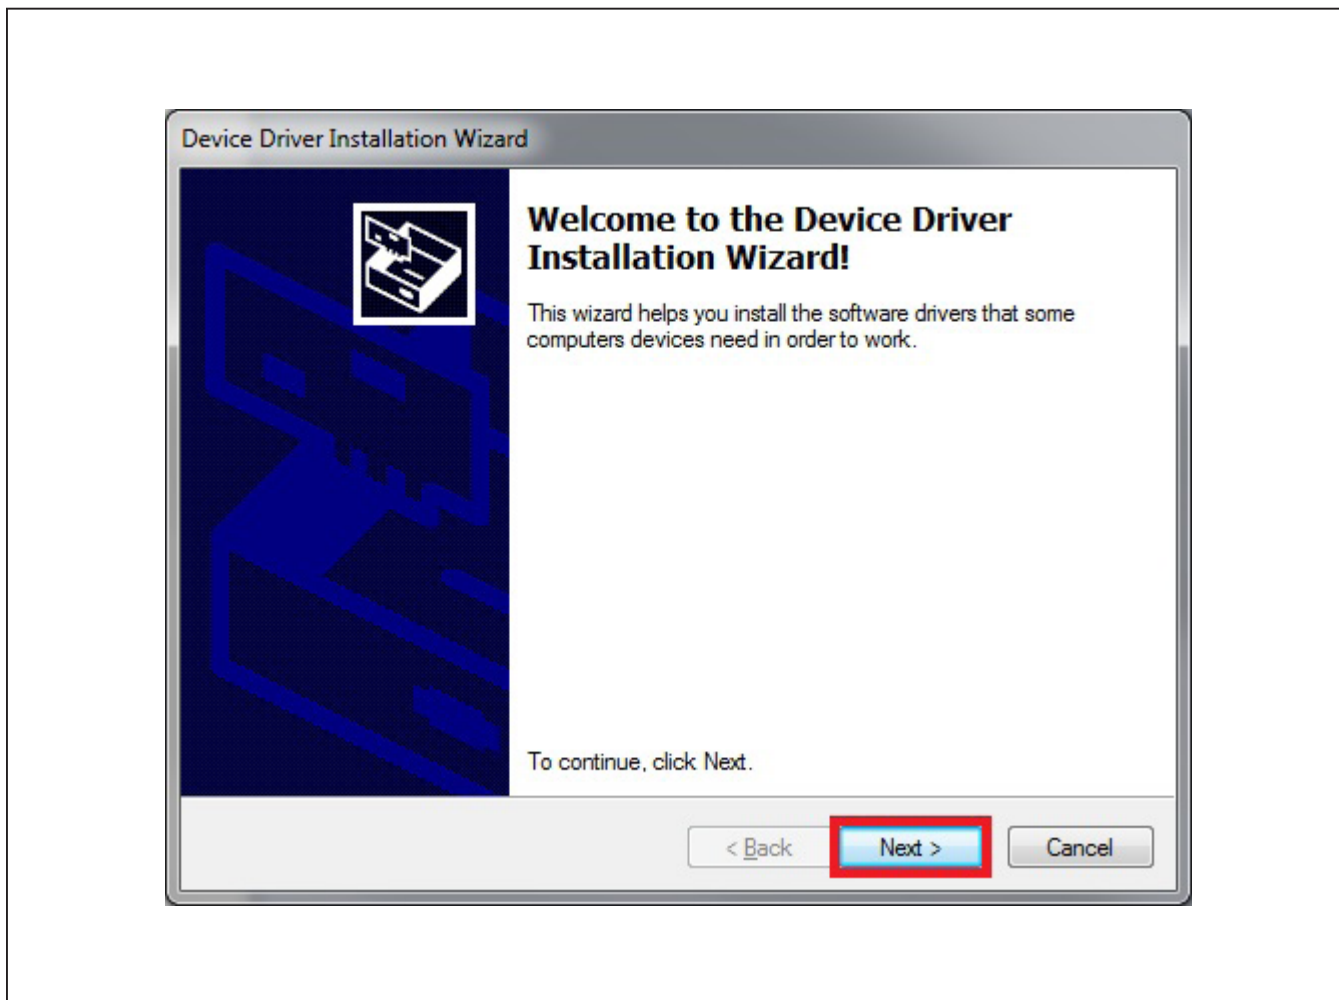 Device Driver Installation Wizard
Welcome to the Device Driver
Installation Wizard!
This wizard helps you install the software drivers that some
computers devices need in order to work.
To continue, click Next.
< Back
Next >
Cancel